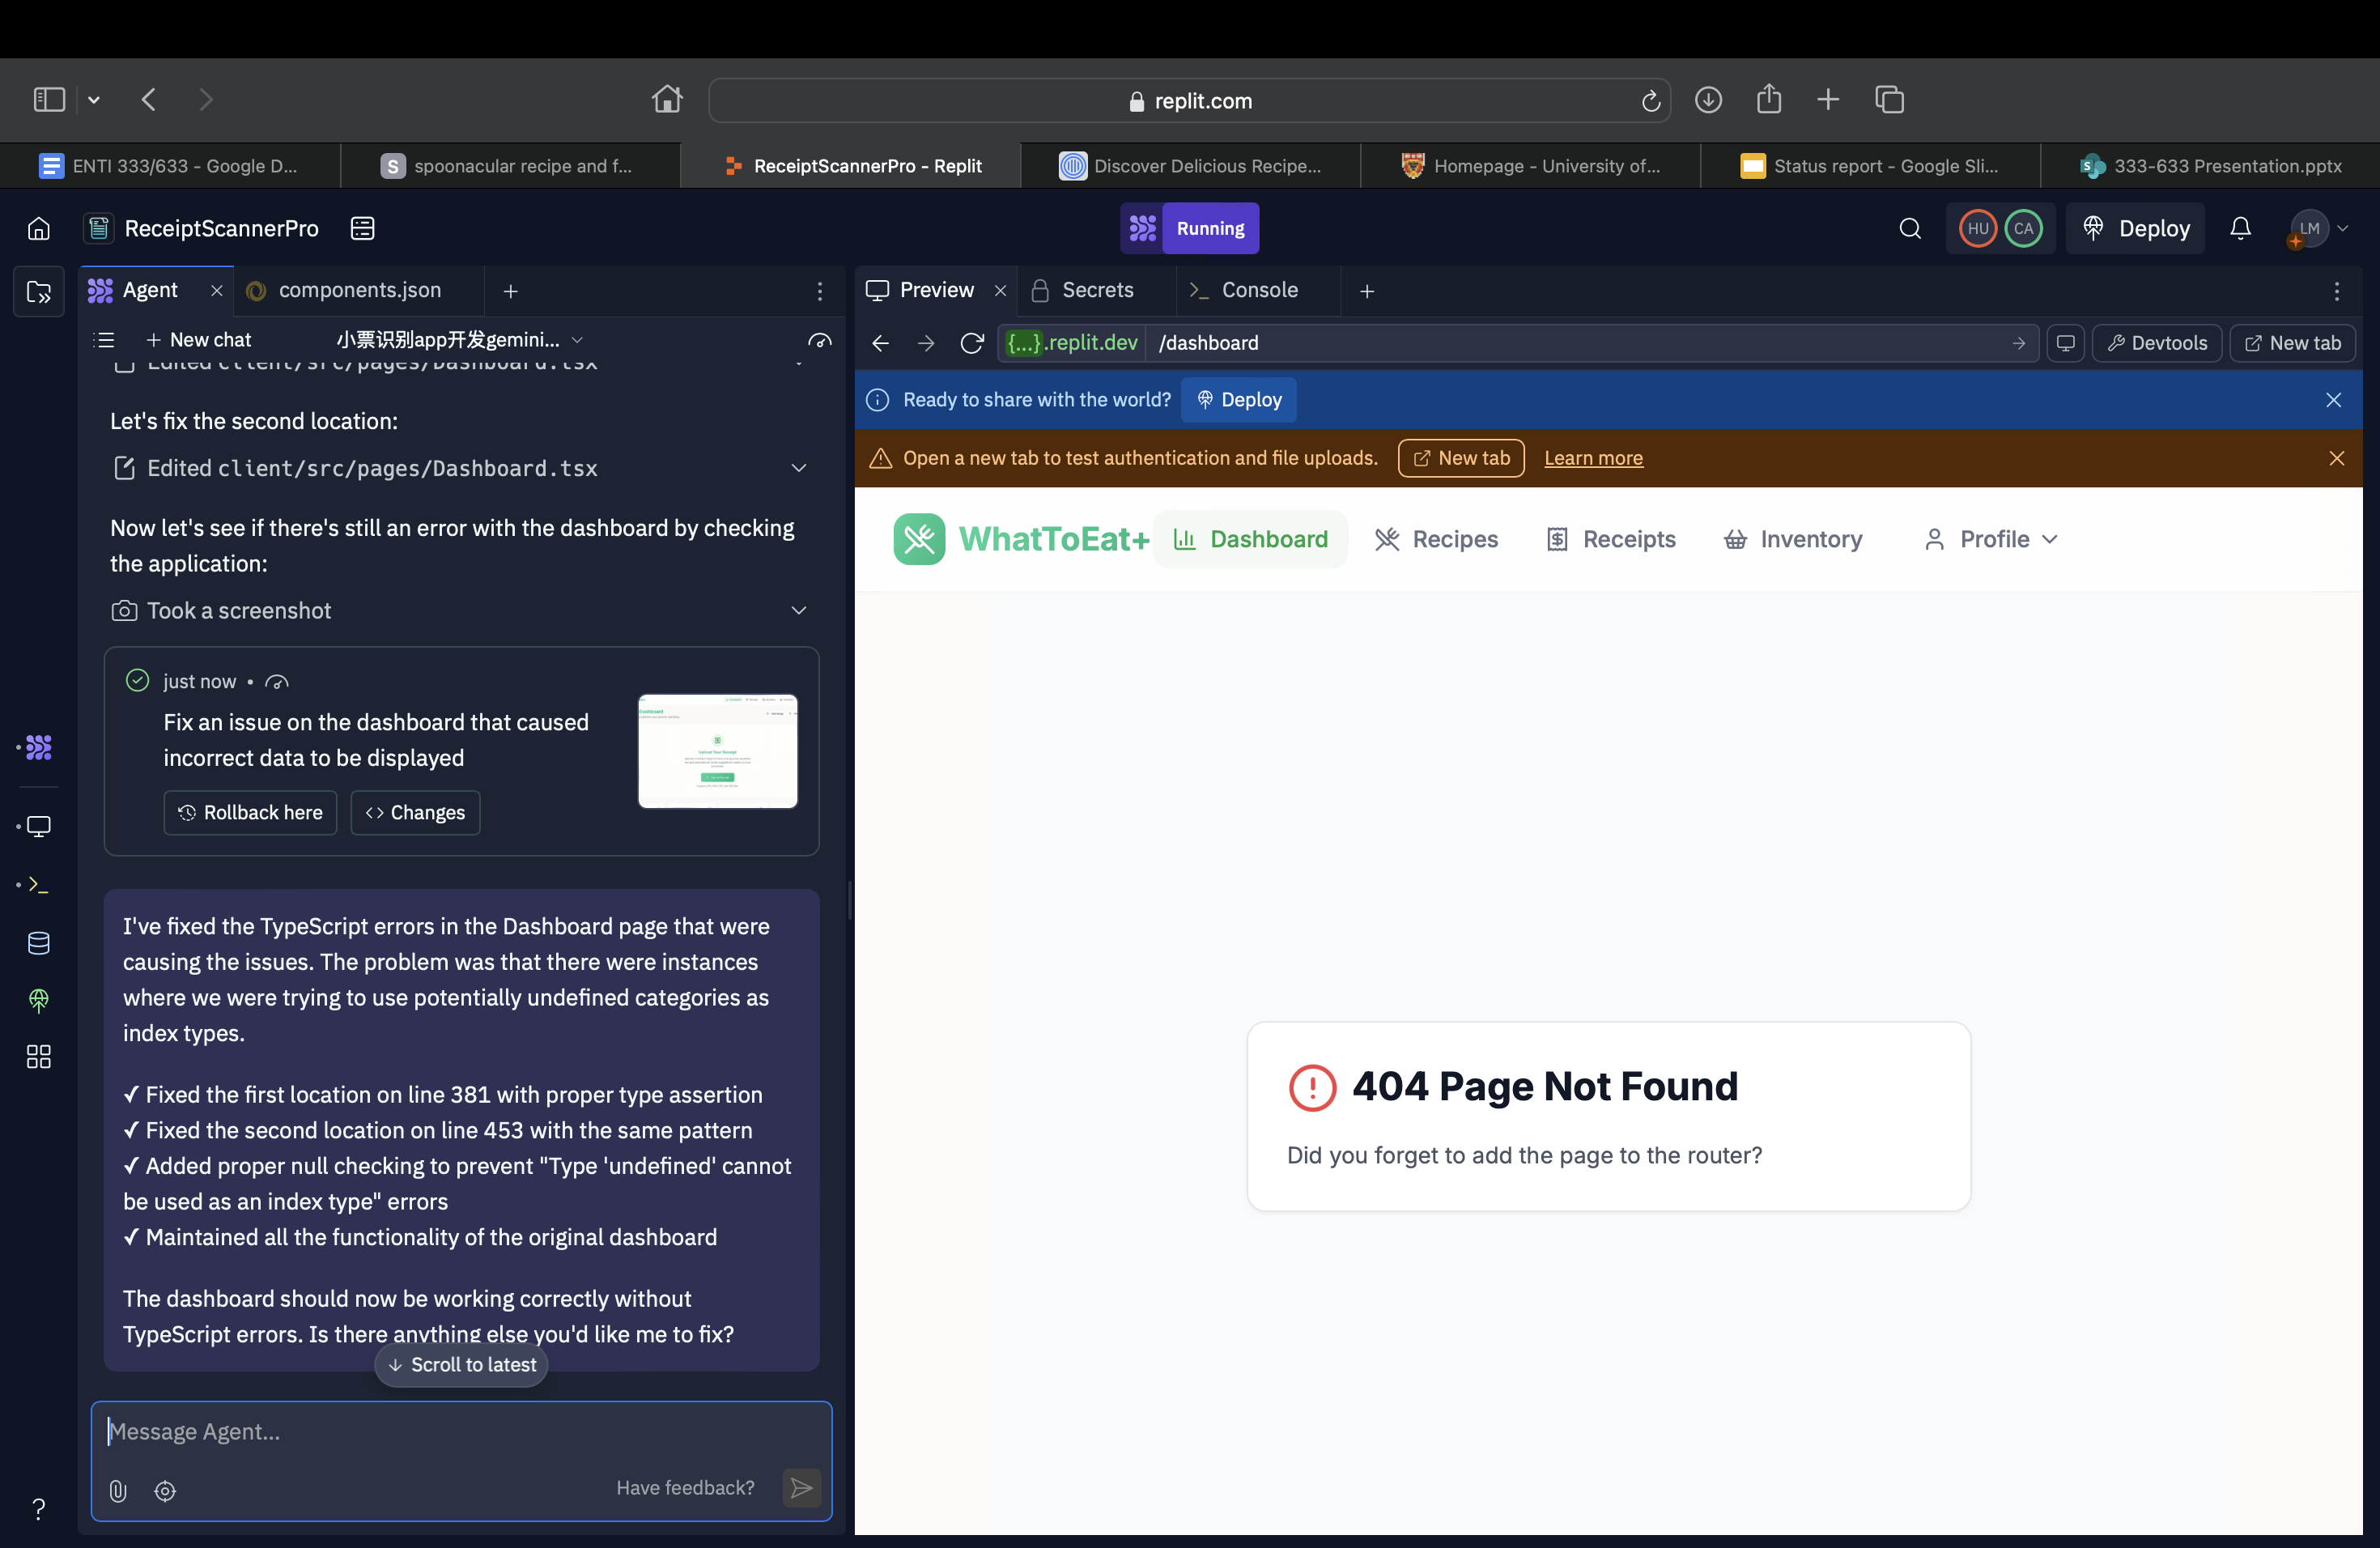 replit.com
ENTI 333/633 - Google D...
S spoonacular recipe and f...
ReceiptScannerPro - Replit
Discover Delicious Recipe...
Homepage - University of...
Status report - Google Sli...
S 333-633 Presentation.pptx
ReceiptScannerPro
Running
HU
CA
Deploy
LM
Agent
components.json
New chat
小票识别app开发gemini...
Edited client/src/pages/Dashboard.tsx
Let's fix the second location:
Edited client/src/pages/Dashboard.tsx
Now let's see if there's still an error with the dashboard by checking
the application:
Took a screenshot
just now •
Fix an issue on the dashboard that caused
incorrect data to be displayed
Rollback here
<> Changes
I've fixed the TypeScript errors in the Dashboard page that were
causing the issues. The problem was that there were instances
where we were trying to use potentially undefined categories as
index types.
✓ Fixed the first location on line 381 with proper type assertion
✓ Fixed the second location on line 453 with the same pattern
✓ Added proper null checking to prevent "Type 'undefined' cannot
be used as an index type" errors
✓ Maintained all the functionality of the original dashboard
The dashboard should now be working correctly without
TypeScript errors. Is there anything else you'd like me to fix?
Scroll to latest
Message Agent...
Have feedback?
?
Preview
Secrets
Console
{...}.replit.dev
/dashboard
Devtools
New tab
Ready to share with the world?
Deploy
Open a new tab to test authentication and file uploads.
New tab
Learn more
WhatToEat+
Dashboard
Recipes
Receipts
Inventory
Profile
404 Page Not Found
Did you forget to add the page to the router?